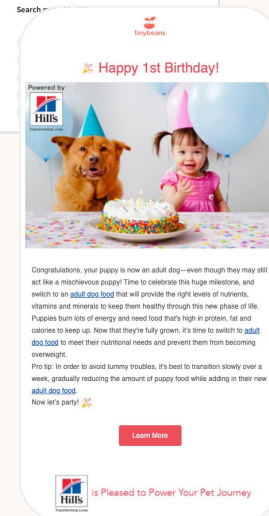 Search
tinybeans
🎉 Happy 1st Birthday!
Powered by
Hill's
Transforming Lives
Congratulations, your puppy is now an adult dog—even though they may still
act like a mischievous puppy! Time to celebrate this huge milestone, and
switch to an adult dog food that will provide the right levels of nutrients,
vitamins and minerals to keep them healthy through this new phase of life.
Puppies burn lots of energy and need food that's high in protein, fat and
calories to keep up. Now that they're fully grown, it's time to switch to adult
dog food to meet their nutritional needs and prevent them from becoming
overweight.
Pro tip: In order to avoid tummy troubles, it's best to transition slowly over a
week, gradually reducing the amount of puppy food while adding in their new
adult dog food.
Now let's party! 🎉
Learn More
Hill's
Transforming Lives
is Pleased to Power Your Pet Journey